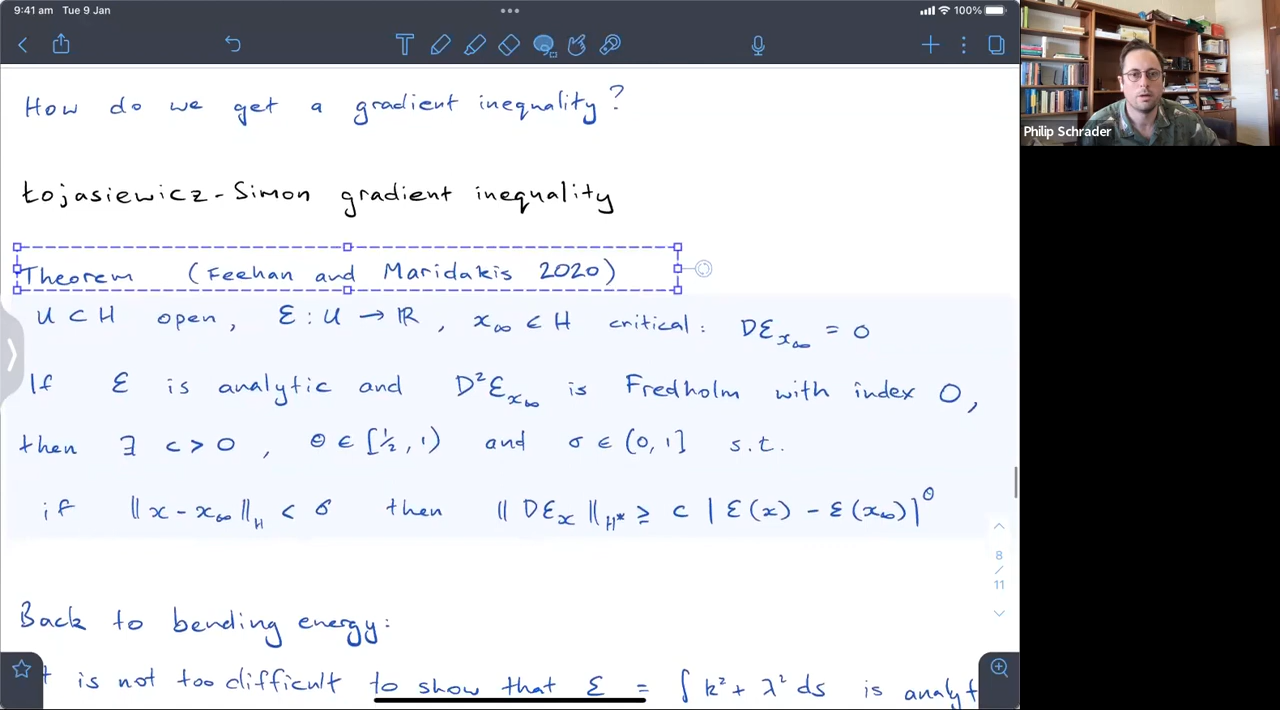 9:41 am Tue 9 Jan
100%
How do we get a gradient inequality?
Łojasiewicz-Simon gradient inequality
Theorem (Feehan and Maridakis 2020)
U ⊂ H open, ℰ : U → ℝ, x∞ ∈ H critical: Dℰx∞ = 0
If ℰ is analytic and D²ℰx∞ is Fredholm with index 0,
then ∃ c > 0, θ ∈ [½, 1) and σ ∈ (0, 1] s.t.
if ‖x - x∞‖H < σ then ‖Dℰx‖H* ≥ c |ℰ(x) - ℰ(x∞)|^θ
Back to bending energy:
t is not too difficult to show that ℰ = ∫ k² + λ² ds is analyt
8
/
11
Philip Schrader